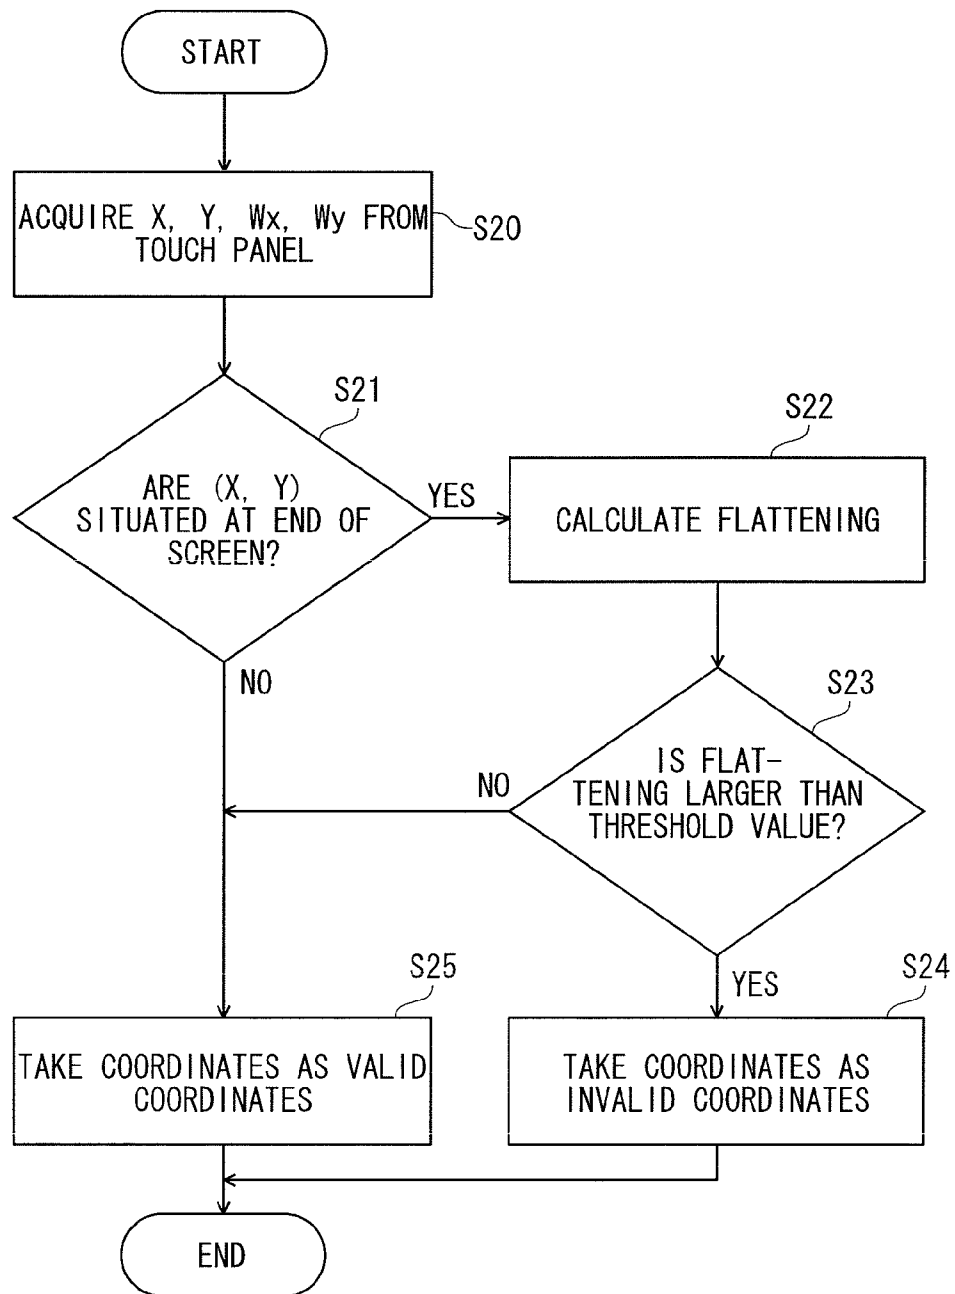 START
ACQUIRE X, Y, Wx, Wy FROM
TOUCH PANEL
S20
S21
ARE (X, Y)
SITUATED AT END OF
SCREEN?
YES
NO
S22
CALCULATE FLATTENING
S23
IS FLAT-
TENING LARGER THAN
THRESHOLD VALUE?
NO
YES
S25
TAKE COORDINATES AS VALID
COORDINATES
S24
TAKE COORDINATES AS
INVALID COORDINATES
END